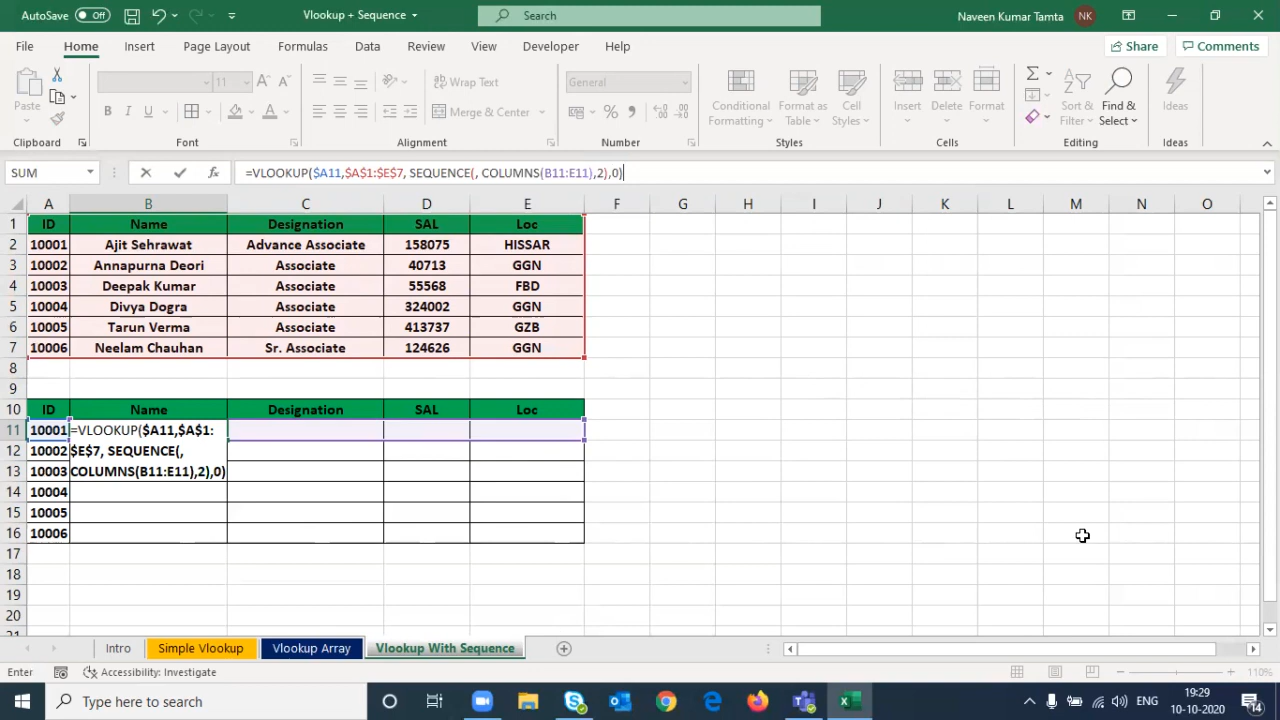 AutoSave Off Vlookup + Sequence Search Naveen Kumar Tamta NK
File Home Insert Page Layout Formulas Data Review View Developer Help Share Comments
Paste 11 A A Wrap Text General Conditional Format as Cell Insert Delete Format Sort & Find & Ideas
B I U A Merge & Center % Formatting Table Styles Filter Select
Clipboard Font Alignment Number Styles Cells Editing Ideas
SUM fx =VLOOKUP($A11,$A$1:$E$7, SEQUENCE(, COLUMNS(B11:E11),2),0)
A B C D E F G H I J K L M N O
1 ID Name Designation SAL Loc
2 10001 Ajit Sehrawat Advance Associate 158075 HISSAR
3 10002 Annapurna Deori Associate 40713 GGN
4 10003 Deepak Kumar Associate 55568 FBD
5 10004 Divya Dogra Associate 324002 GGN
6 10005 Tarun Verma Associate 413737 GZB
7 10006 Neelam Chauhan Sr. Associate 124626 GGN
8
9
10 ID Name Designation SAL Loc
11 10001 =VLOOKUP($A11,$A$1:
12 10002 $E$7, SEQUENCE(,
13 10003 COLUMNS(B11:E11),2),0)
14 10004
15 10005
16 10006
17
18
19
20
21
Intro Simple Vlookup Vlookup Array Vlookup With Sequence
Enter Accessibility: Investigate 110%
Type here to search ENG 19:29
10-10-2020 14